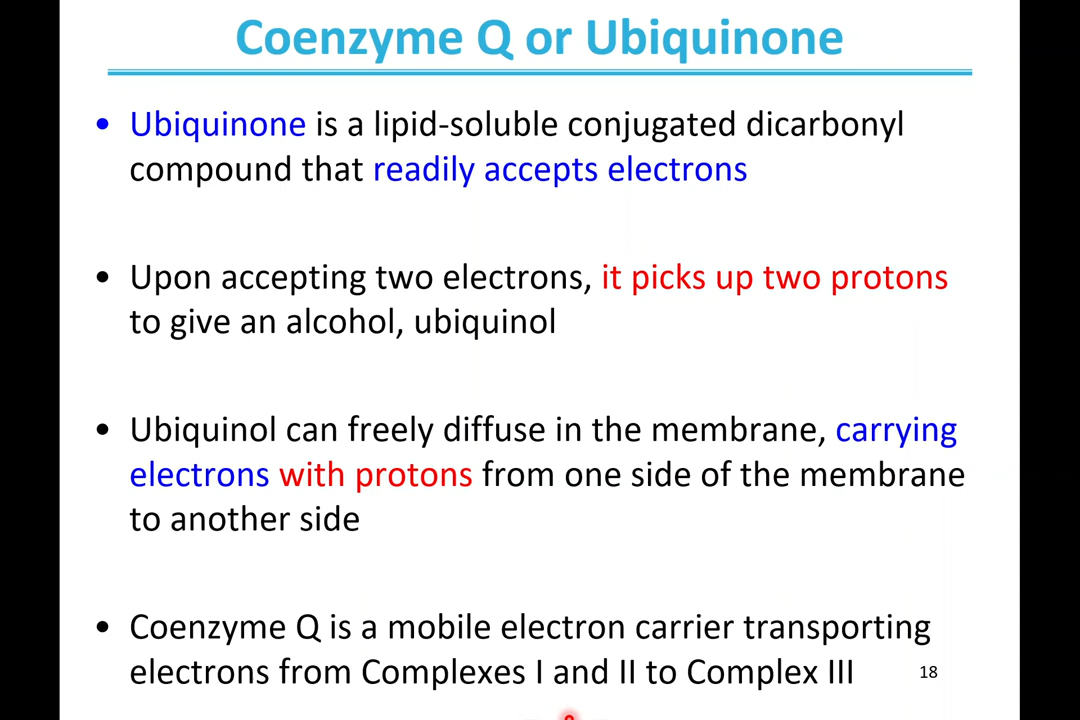 Coenzyme Q or Ubiquinone
• Ubiquinone is a lipid-soluble conjugated dicarbonyl
compound that readily accepts electrons
• Upon accepting two electrons, it picks up two protons
to give an alcohol, ubiquinol
• Ubiquinol can freely diffuse in the membrane, carrying
electrons with protons from one side of the membrane
to another side
• Coenzyme Q is a mobile electron carrier transporting
electrons from Complexes I and II to Complex III
18